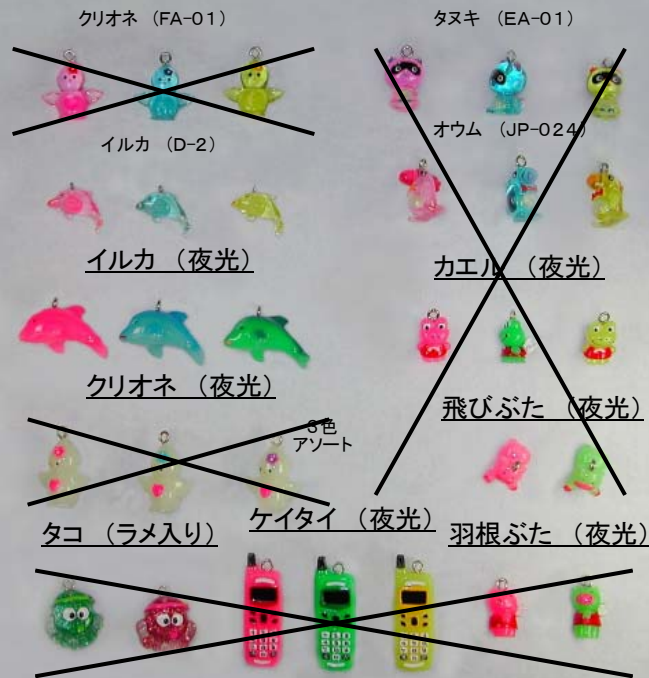 クリオネ （FA-01）
タヌキ （EA-01）
オウム （JP-024）
イルカ （D-2）
イルカ （夜光）
カエル （夜光）
クリオネ （夜光）
飛びぶた （夜光）
３色
アソート
タコ （ラメ入り）
ケイタイ （夜光）
羽根ぶた （夜光）